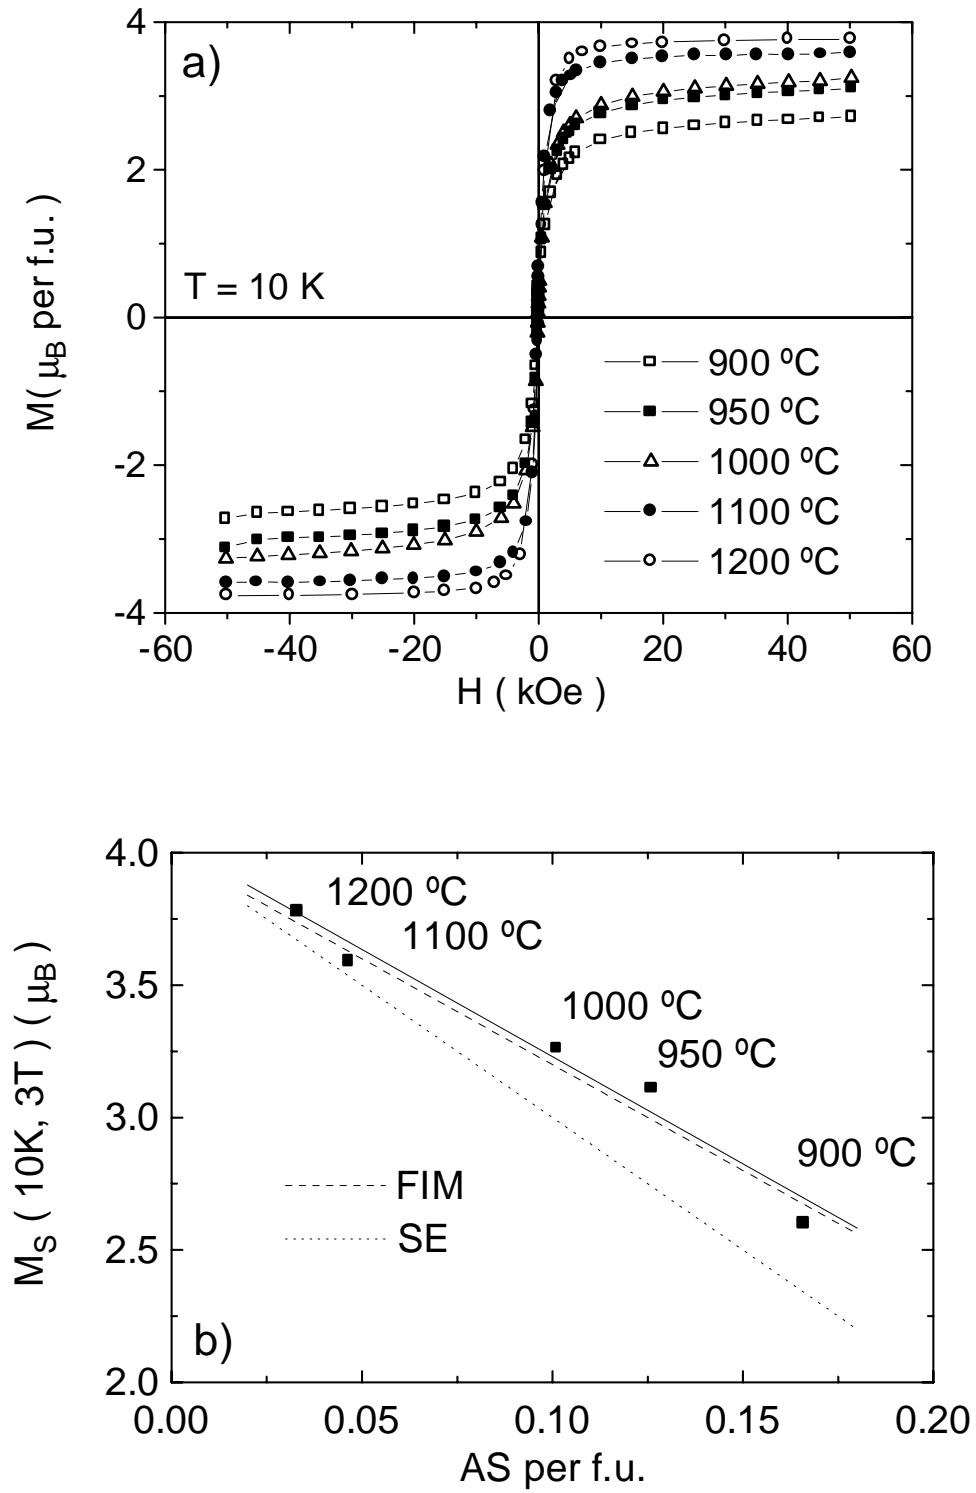 a)
4
2
0
-2
-4
M( μB per f.u. )
T = 10 K
900 ºC
950 ºC
1000 ºC
1100 ºC
1200 ºC
-60 -40 -20 0 20 40 60
H ( kOe )
4.0
3.5
3.0
2.5
2.0
MS ( 10K, 3T ) ( μB )
1200 ºC
1100 ºC
1000 ºC
950 ºC
900 ºC
FIM
SE
b)
0.00 0.05 0.10 0.15 0.20
AS per f.u.